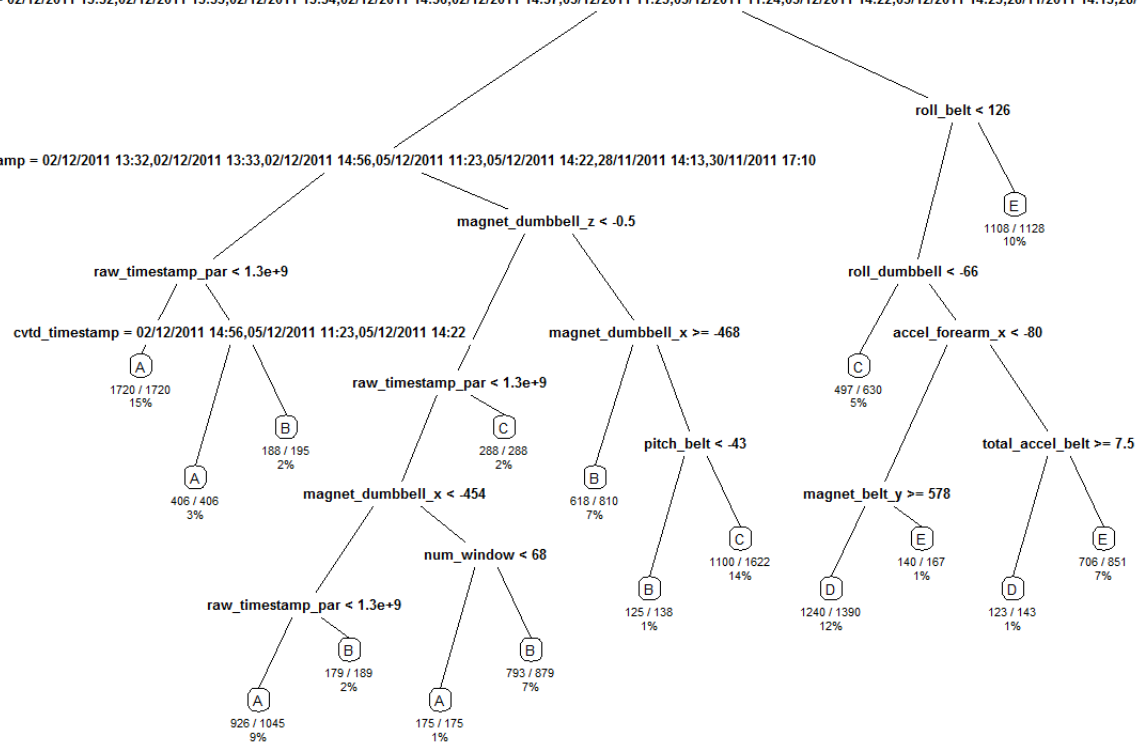 roll_belt < 126
amp = 02/12/2011 13:32,02/12/2011 13:33,02/12/2011 14:56,05/12/2011 11:23,05/12/2011 14:22,28/11/2011 14:13,30/11/2011 17:10
E
1108 / 1128
10%
magnet_dumbbell_z < -0.5
raw_timestamp_par < 1.3e+9
roll_dumbbell < -66
cvtd_timestamp = 02/12/2011 14:56,05/12/2011 11:23,05/12/2011 14:22
magnet_dumbbell_x >= -468
accel_forearm_x < -80
A
1720 / 1720
15%
raw_timestamp_par < 1.3e+9
C
497 / 630
5%
B
188 / 195
2%
C
288 / 288
2%
pitch_belt < -43
total_accel_belt >= 7.5
A
406 / 406
3%
magnet_dumbbell_x < -454
B
618 / 810
7%
magnet_belt_y >= 578
num_window < 68
C
1100 / 1622
14%
E
140 / 167
1%
E
706 / 851
7%
raw_timestamp_par < 1.3e+9
B
125 / 138
1%
D
1240 / 1390
12%
D
123 / 143
1%
B
179 / 189
2%
B
793 / 879
7%
A
926 / 1045
9%
A
175 / 175
1%